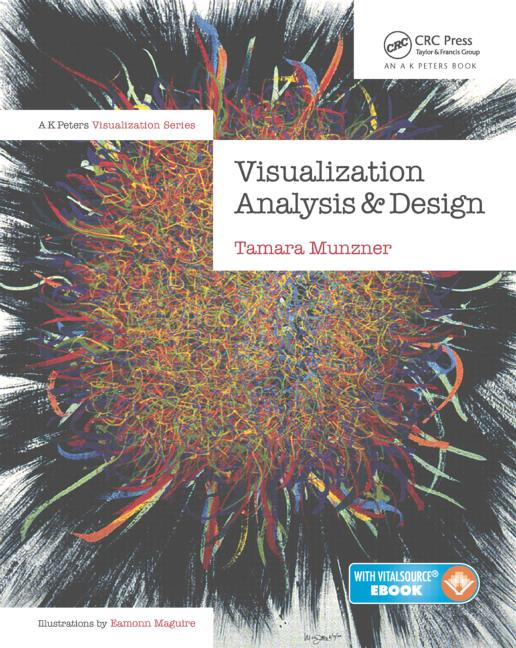 CRC
CRC Press
Taylor & Francis Group
AN A K PETERS BOOK
A K Peters Visualization Series
Visualization
Analysis & Design
Tamara Munzner
WITH VITALSOURCE®
EBOOK
Illustrations by Eamonn Maguire